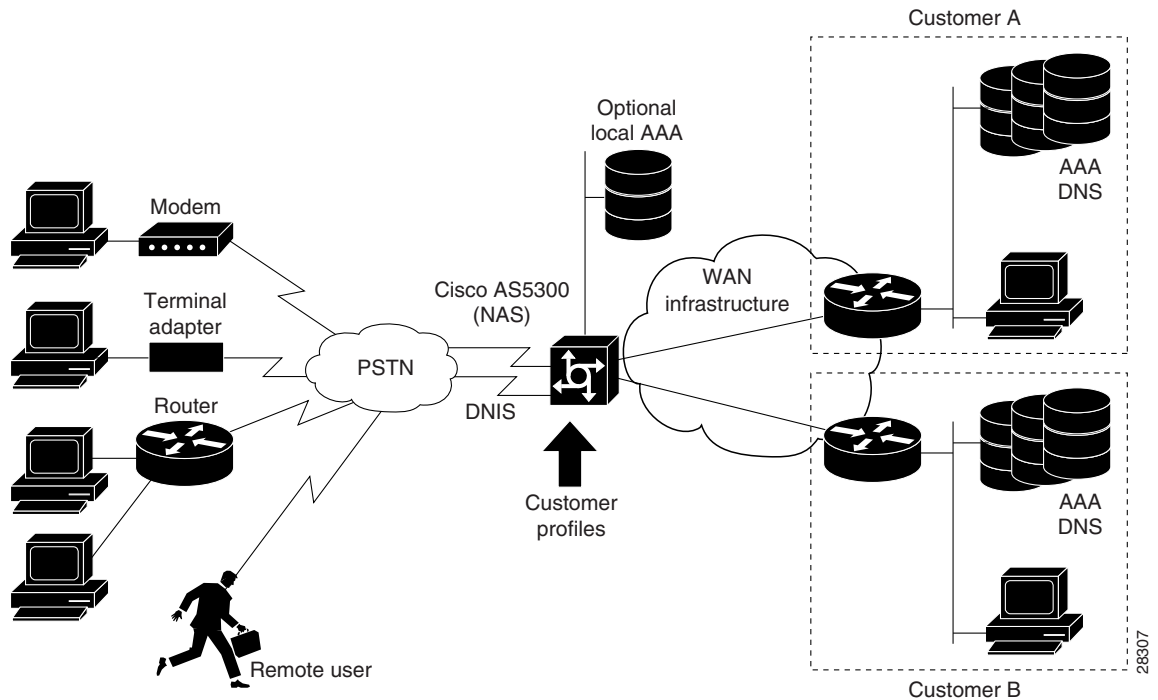 Customer A
Optional
local AAA
AAA
DNS
Modem
Cisco AS5300
(NAS)
WAN
infrastructure
Terminal
adapter
PSTN
Router
DNIS
Customer
profiles
AAA
DNS
Remote user
Customer B
28307